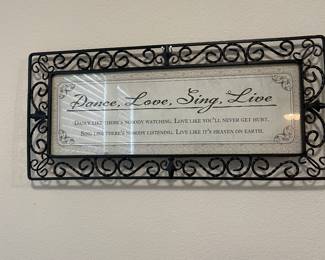 Dance, Love, Sing, Live
Dance like there's nobody watching. Love like you'll never get hurt.
Sing like there's nobody listening. Live like it's heaven on earth.